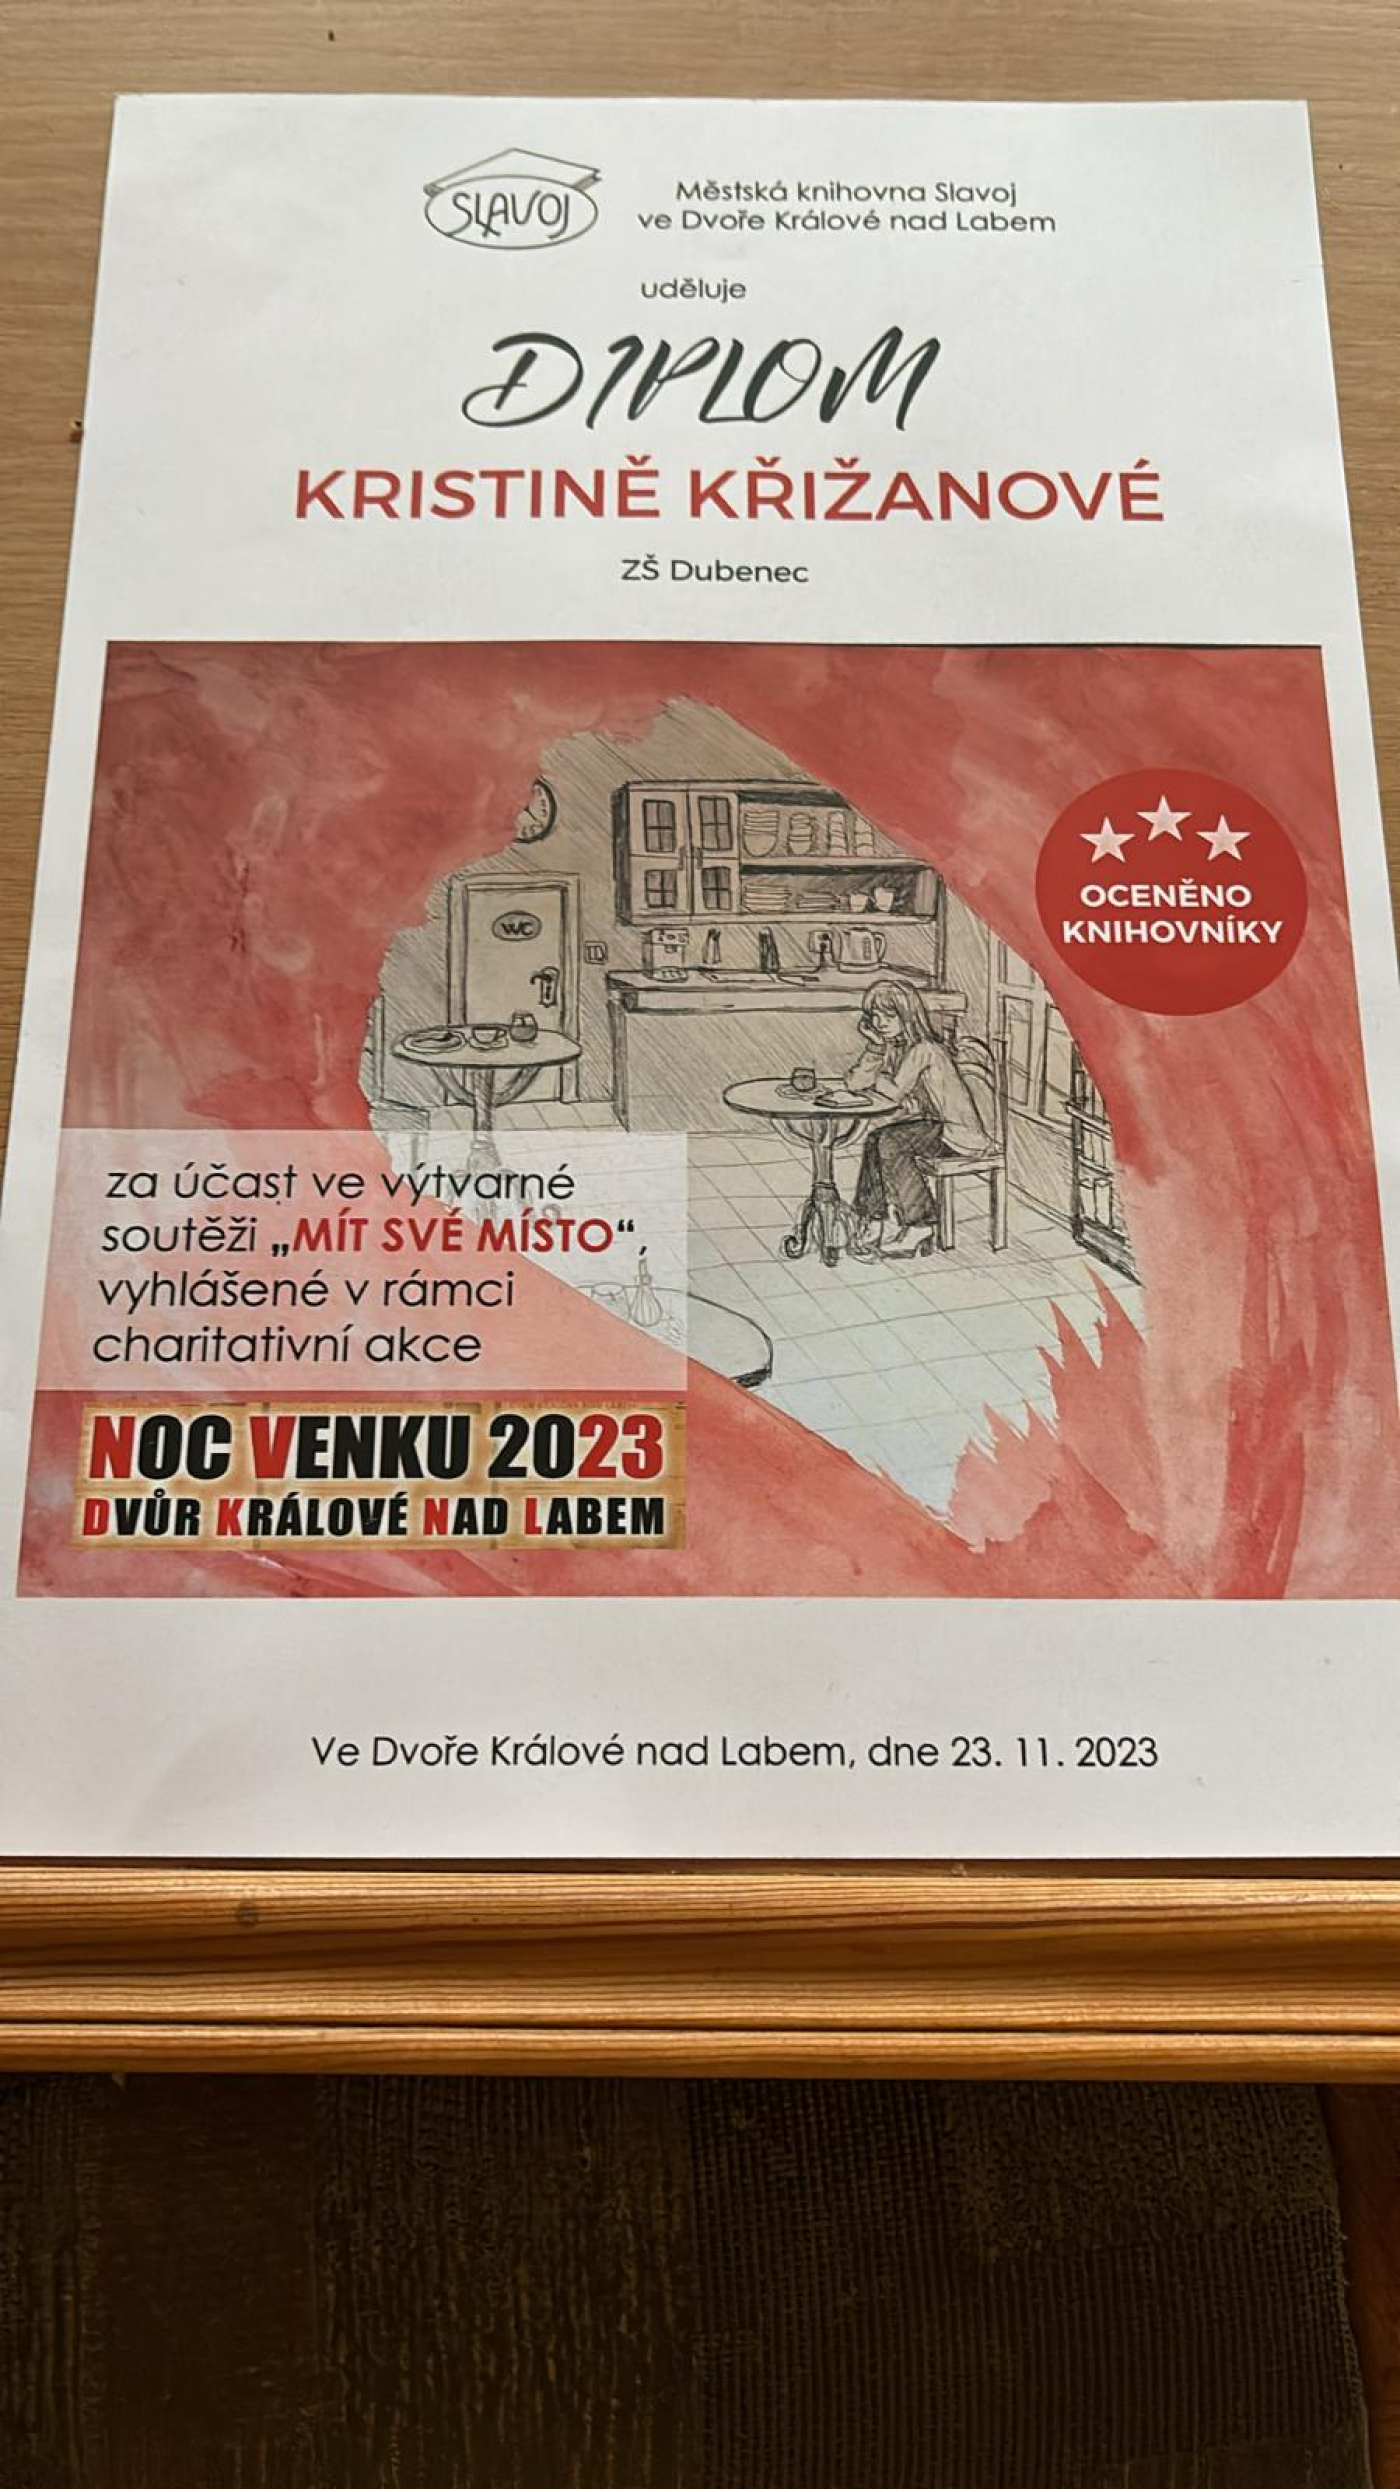 SLAVOJ
Městská knihovna Slavoj
ve Dvoře Králové nad Labem
uděluje
DIPLOM
KRISTINĚ KŘIŽANOVÉ
ZŠ Dubenec
OCENĚNO
KNIHOVNÍKY
WC
za účast ve výtvarné
soutěži „MÍT SVÉ MÍSTO“,
vyhlášené v rámci
charitativní akce
NOC VENKU 2023
DVŮR KRÁLOVÉ NAD LABEM
Ve Dvoře Králové nad Labem, dne 23. 11. 2023